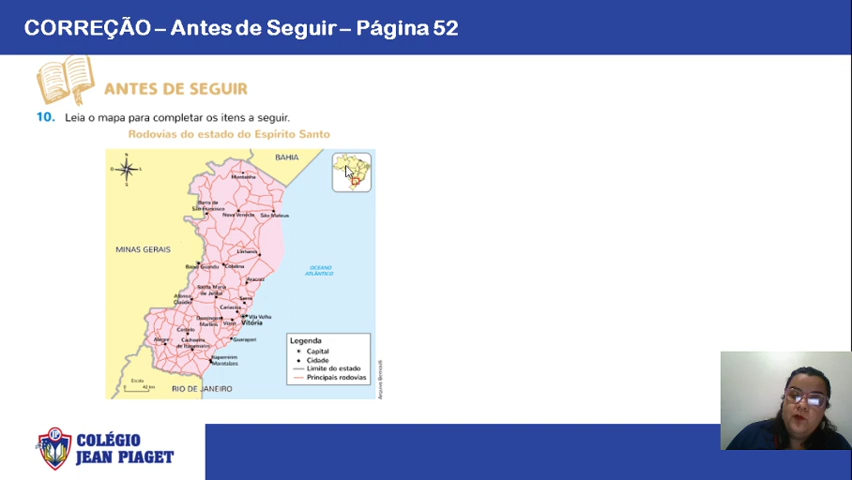 CORREÇÃO – Antes de Seguir – Página 52
ANTES DE SEGUIR
10. Leia o mapa para completar os itens a seguir.
Rodovias do estado do Espírito Santo
BAHIA
Montanha
Barra de
São Francisco
Nova Venécia
São Mateus
MINAS GERAIS
Linhares
Baixo Guandu
Colatina
OCEANO
ATLÂNTICO
Aracruz
Santa Maria
de Jetibá
Afonso
Cláudio
Serra
Cariacica
Vila Velha
Domingos
Martins
Viana
Vitória
Castelo
Alegre
Cachoeiro
de Itapemirim
Guarapari
Itapemirim
Marataízes
Legenda
Capital
Cidade
Limite do estado
Principais rodovias
Escala
0 42 km
RIO DE JANEIRO
COLÉGIO
JEAN PIAGET